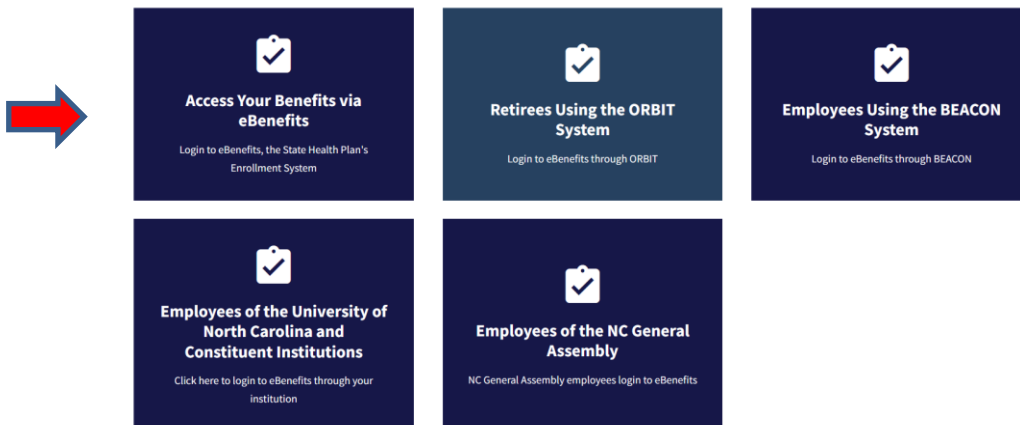 Access Your Benefits via
eBenefits
Login to eBenefits, the State Health Plan's
Enrollment System
Retirees Using the ORBIT
System
Login to eBenefits through ORBIT
Employees Using the BEACON
System
Login to eBenefits through BEACON
Employees of the University of
North Carolina and
Constituent Institutions
Click here to login to eBenefits through your
institution
Employees of the NC General
Assembly
NC General Assembly employees login to eBenefits